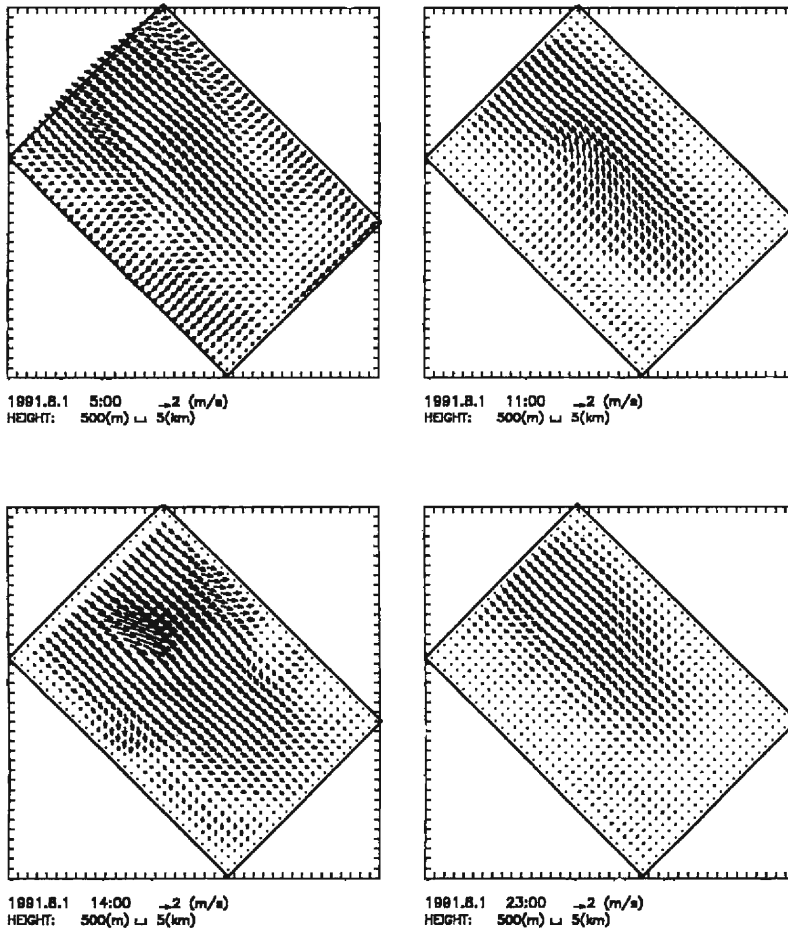 1991.8.1 5:00 →2 (m/s)
HEIGHT: 500(m) ⊔ 5(km)
1991.8.1 11:00 →2 (m/s)
HEIGHT: 500(m) ⊔ 5(km)
1991.8.1 14:00 →2 (m/s)
HEIGHT: 500(m) ⊔ 5(km)
1991.8.1 23:00 →2 (m/s)
HEIGHT: 500(m) ⊔ 5(km)